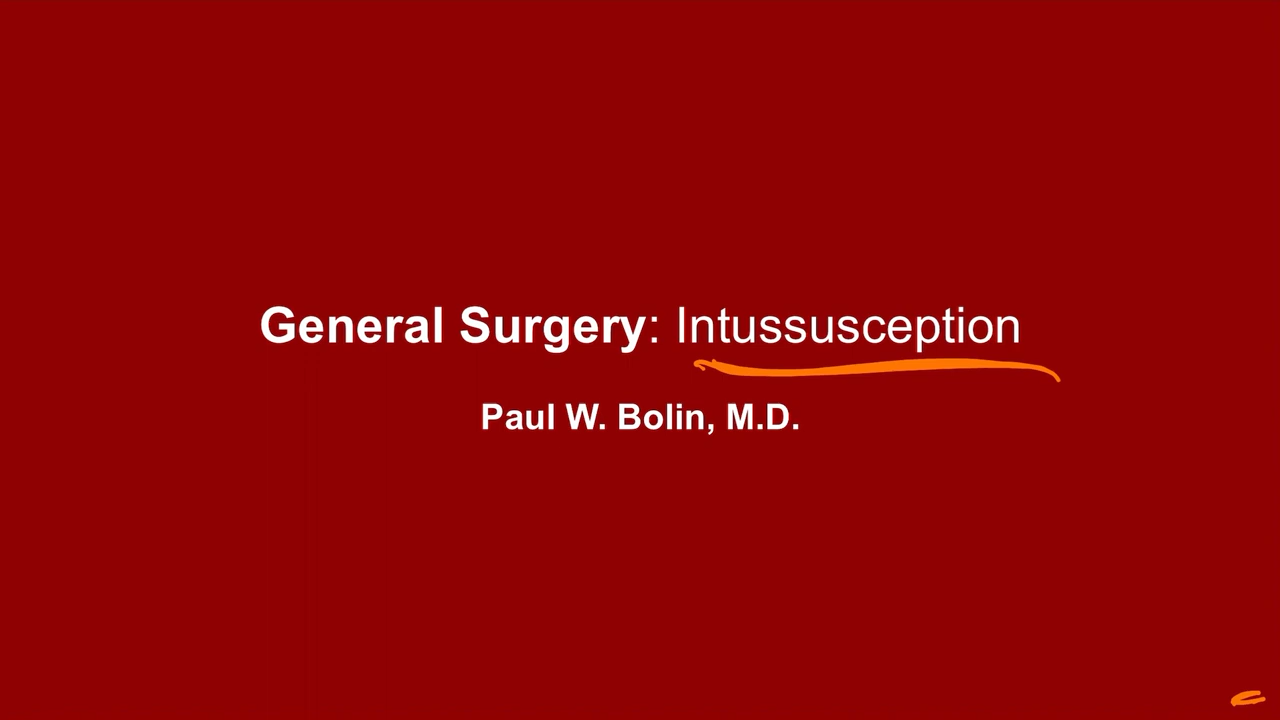 General Surgery: Intussusception
Paul W. Bolin, M.D.